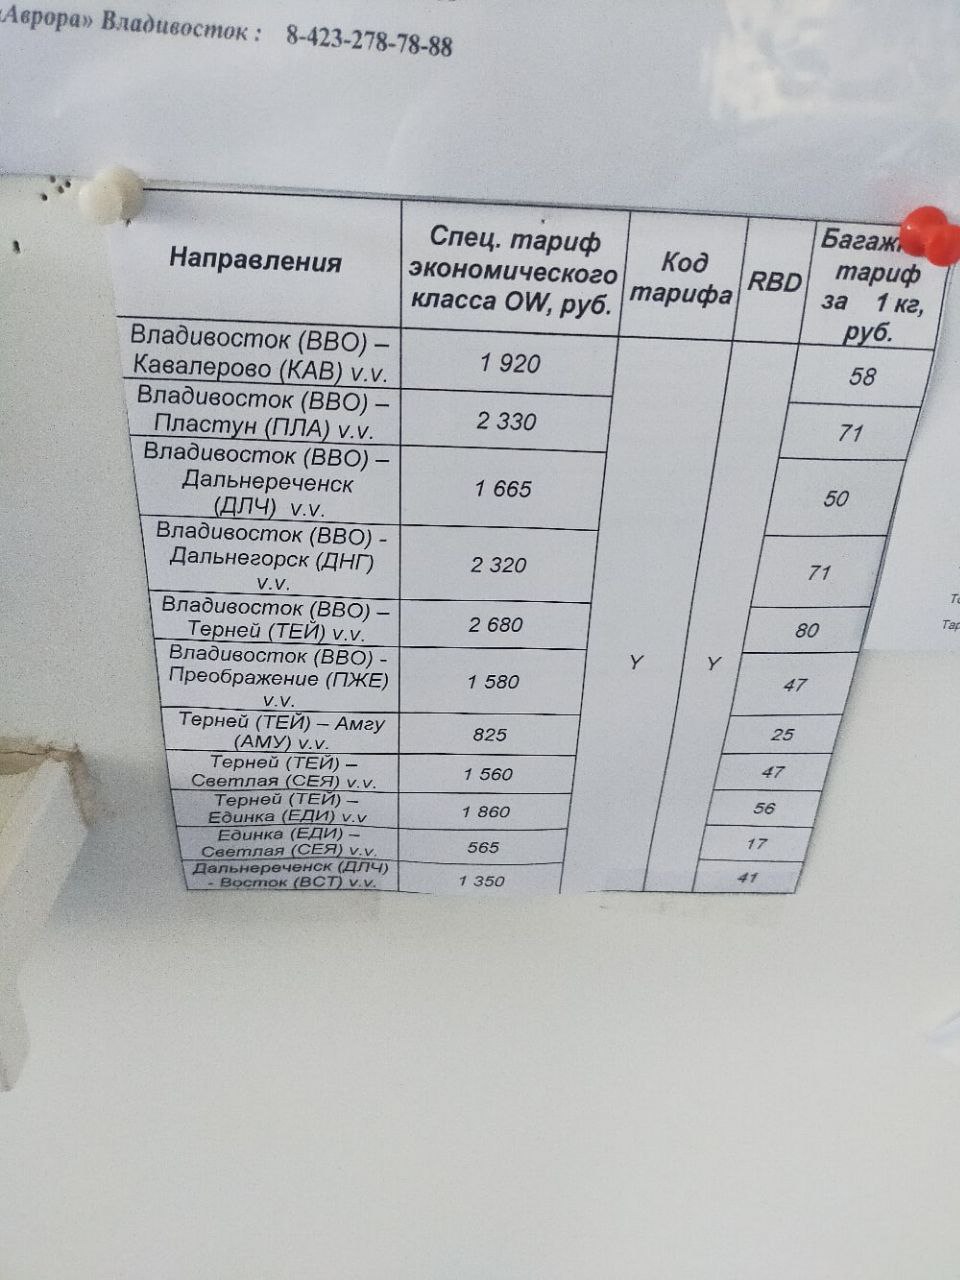 «Аврора» Владивосток : 8-423-278-78-88
Направления
Спец. тариф
экономического
класса OW, руб.
Код
тарифа
RBD
тариф
за 1 кг,
руб.
Владивосток (ВВО) –
Кавалерово (КАВ) v.v.
1 920
58
Владивосток (ВВО) –
Пластун (ПЛА) v.v.
2 330
71
Владивосток (ВВО) –
Дальнереченск
(ДЛЧ) v.v.
1 665
50
Владивосток (ВВО) -
Дальнегорск (ДНГ)
v.v.
2 320
71
Владивосток (ВВО) –
Терней (ТЕЙ) v.v.
2 680
80
Владивосток (ВВО) -
Преображение (ПЖЕ)
v.v.
1 580
Y
Y
47
Терней (ТЕЙ) – Амгу
(АМУ) v.v.
825
25
Терней (ТЕЙ) –
Светлая (СЕЯ) v.v.
1 560
47
Терней (ТЕЙ) –
Единка (ЕДИ) v.v
1 860
56
Единка (ЕДИ) –
Светлая (СЕЯ) v.v.
565
17
Дальнереченск (ДЛЧ)
- Восток (ВСТ) v.v.
1 350
41